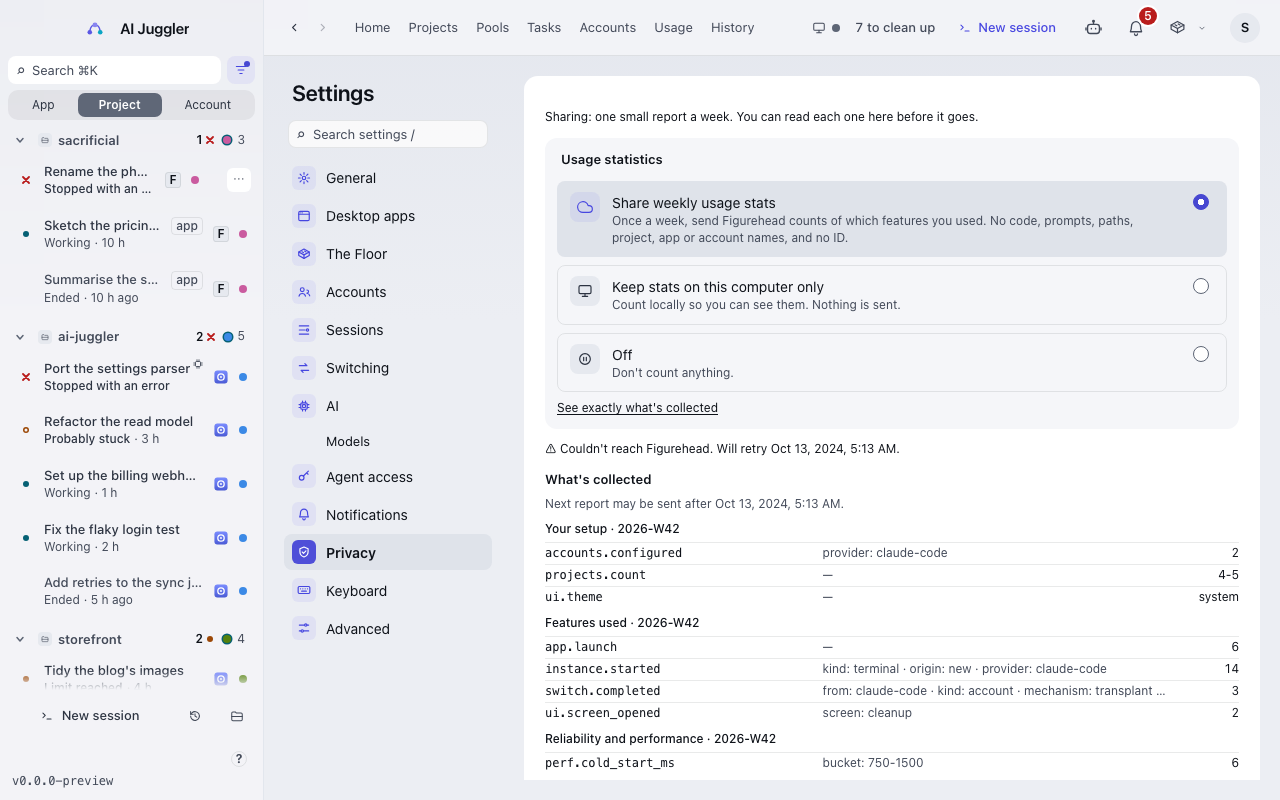 AI Juggler
Search ⌘K
App Project Account
sacrificial 1 3
Rename the ph... F
Stopped with an ...
Sketch the pricin... app F
Working · 10 h
Summarise the s... app F
Ended · 10 h ago
ai-juggler 2 5
Port the settings parser
Stopped with an error
Refactor the read model
Probably stuck · 3 h
Set up the billing webh...
Working · 1 h
Fix the flaky login test
Working · 2 h
Add retries to the sync j...
Ended · 5 h ago
storefront 2 4
Tidy the blog's images
Limit reached · 4 h
New session
?
v0.0.0-preview
Home Projects Pools Tasks Accounts Usage History 7 to clean up New session 5 S
Settings
Search settings /
General
Desktop apps
The Floor
Accounts
Sessions
Switching
AI
Models
Agent access
Notifications
Privacy
Keyboard
Advanced
Sharing: one small report a week. You can read each one here before it goes.
Usage statistics
Share weekly usage stats
Once a week, send Figurehead counts of which features you used. No code, prompts, paths,
project, app or account names, and no ID.
Keep stats on this computer only
Count locally so you can see them. Nothing is sent.
Off
Don't count anything.
See exactly what's collected
Couldn't reach Figurehead. Will retry Oct 13, 2024, 5:13 AM.
What's collected
Next report may be sent after Oct 13, 2024, 5:13 AM.
Your setup · 2026-W42
accounts.configured provider: claude-code 2
projects.count — 4-5
ui.theme — system
Features used · 2026-W42
app.launch — 6
instance.started kind: terminal · origin: new · provider: claude-code 14
switch.completed from: claude-code · kind: account · mechanism: transplant ... 3
ui.screen_opened screen: cleanup 2
Reliability and performance · 2026-W42
perf.cold_start_ms bucket: 750-1500 6